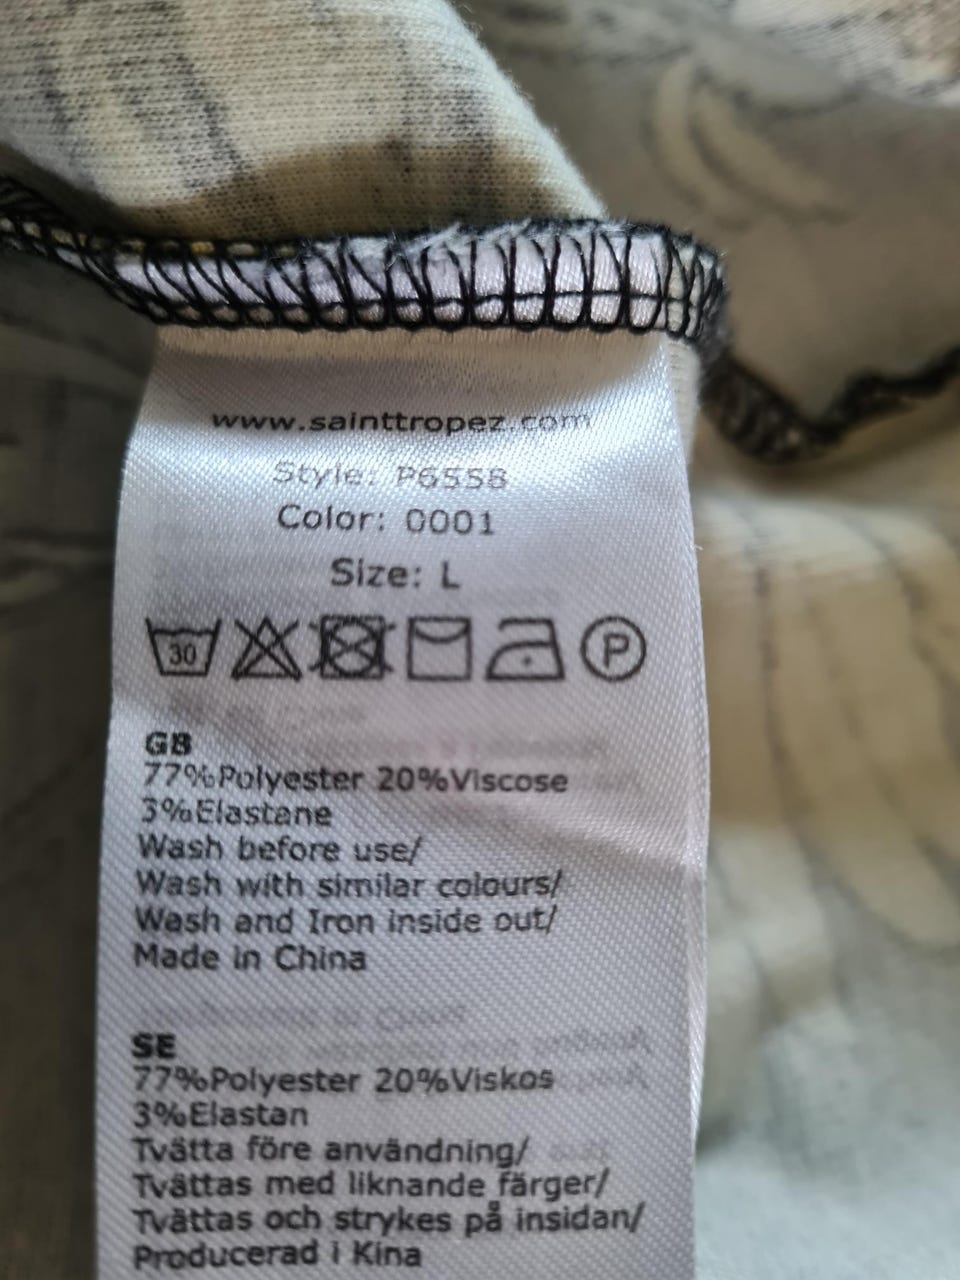 www.sainttropez.com
Style: P6558
Color: 0001
Size: L
30 P
GB
77%Polyester 20%Viscose
3%Elastane
Wash before use/
Wash with similar colours/
Wash and Iron inside out/
Made in China
SE
77%Polyester 20%Viskos
3%Elastan
Tvätta före användning/
Tvättas med liknande färger/
Tvättas och strykes på insidan/
Producerad i Kina